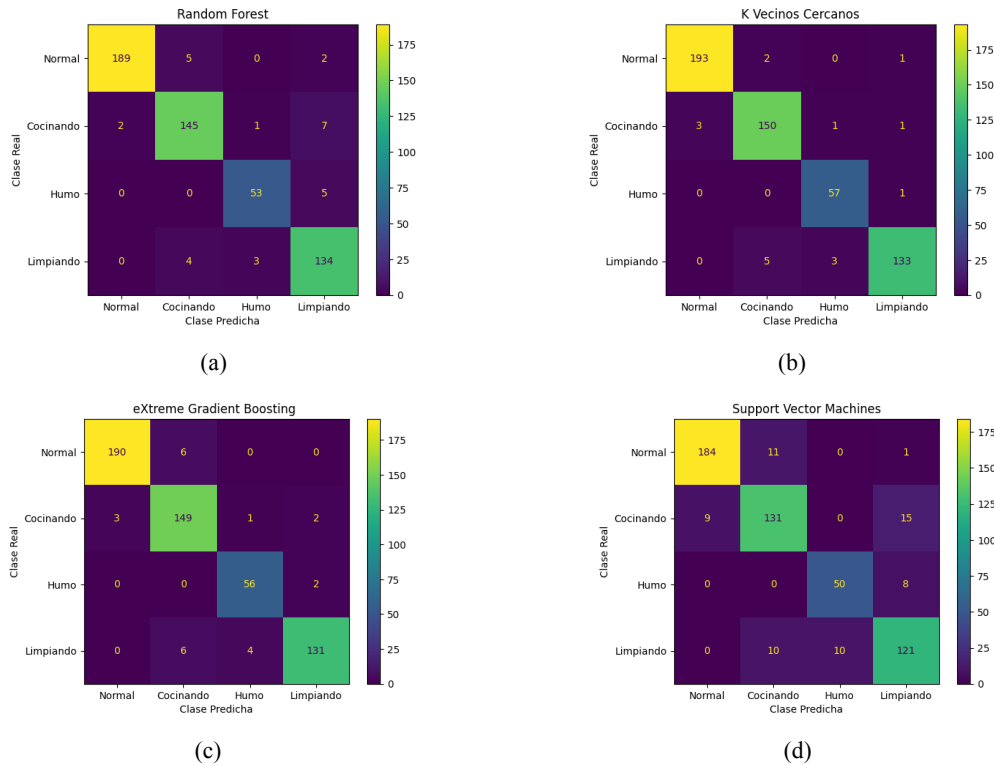 Random Forest
Normal 189 5 0 2
Cocinando 2 145 1 7
Humo 0 0 53 5
Limpiando 0 4 3 134
Normal Cocinando Humo Limpiando
Clase Predicha
Clase Real
175
150
125
100
75
50
25
0
(a)
K Vecinos Cercanos
Normal 193 2 0 1
Cocinando 3 150 1 1
Humo 0 0 57 1
Limpiando 0 5 3 133
Normal Cocinando Humo Limpiando
Clase Predicha
Clase Real
175
150
125
100
75
50
25
0
(b)
eXtreme Gradient Boosting
Normal 190 6 0 0
Cocinando 3 149 1 2
Humo 0 0 56 2
Limpiando 0 6 4 131
Normal Cocinando Humo Limpiando
Clase Predicha
Clase Real
175
150
125
100
75
50
25
0
(c)
Support Vector Machines
Normal 184 11 0 1
Cocinando 9 131 0 15
Humo 0 0 50 8
Limpiando 0 10 10 121
Normal Cocinando Humo Limpiando
Clase Predicha
Clase Real
175
150
125
100
75
50
25
0
(d)